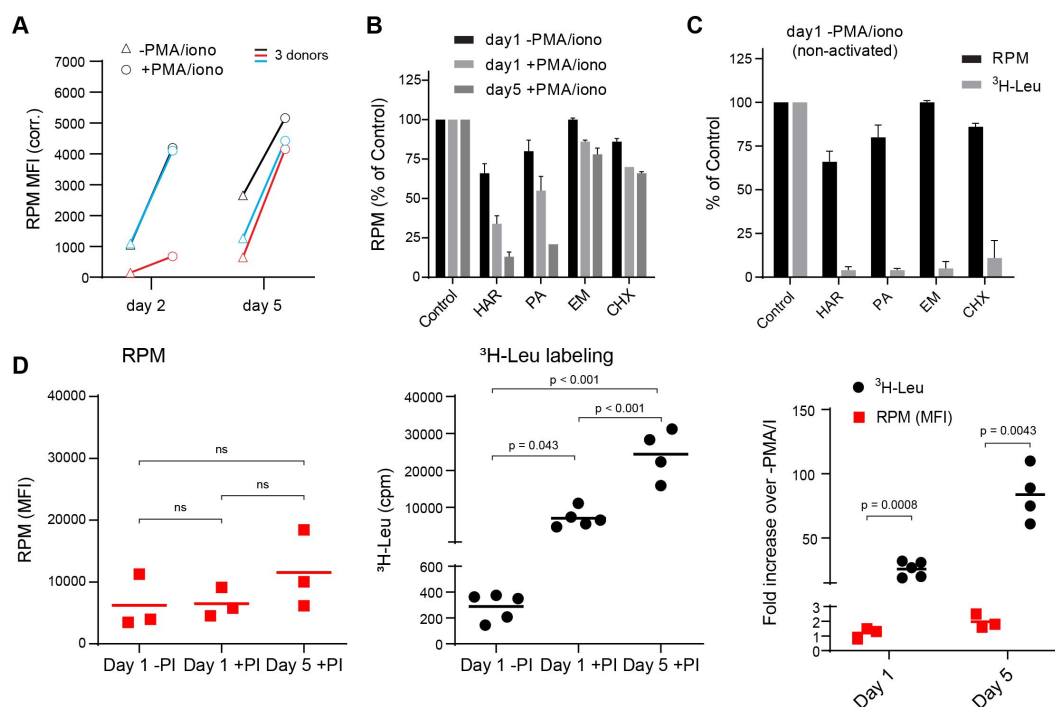 A
-PMA/iono
+PMA/iono
3 donors
RPM MFI (corr.)
7000
6000
5000
4000
3000
2000
1000
0
day 2
day 5
B
day1 -PMA/iono
day1 +PMA/iono
day5 +PMA/iono
RPM (% of Control)
125
100
75
50
25
0
Control
HAR
PA
EM
CHX
C
day1 -PMA/iono
(non-activated)
RPM
³H-Leu
% of Control
125
100
75
50
25
0
Control
HAR
PA
EM
CHX
D
RPM
RPM (MFI)
40000
30000
20000
10000
0
ns
ns
ns
Day 1 -PI
Day 1 +PI
Day 5 +PI
³H-Leu labeling
³H-Leu (cpm)
40000
30000
20000
10000
600
400
200
0
p < 0.001
p < 0.001
p = 0.043
Day 1 -PI
Day 1 +PI
Day 5 +PI
³H-Leu
RPM (MFI)
Fold increase over -PMA/I
150
100
50
3
2
1
0
p = 0.0043
p = 0.0008
Day 1
Day 5